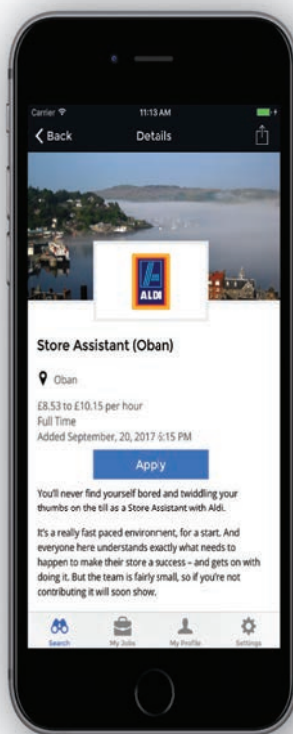 Carrier 11:13 AM
Back Details
ALDI
Store Assistant (Oban)
Oban
£8.53 to £10.15 per hour
Full Time
Added September, 20, 2017 5:15 PM
Apply
You'll never find yourself bored and twiddling your
thumbs on the till as a Store Assistant with Aldi.
It's a really fast paced environment, for a start. And
everyone here understands exactly what needs to
happen to make their store a success – and gets on with
doing it. But the team is fairly small, so if you're not
contributing it will soon show.
Search My Jobs My Profile Settings